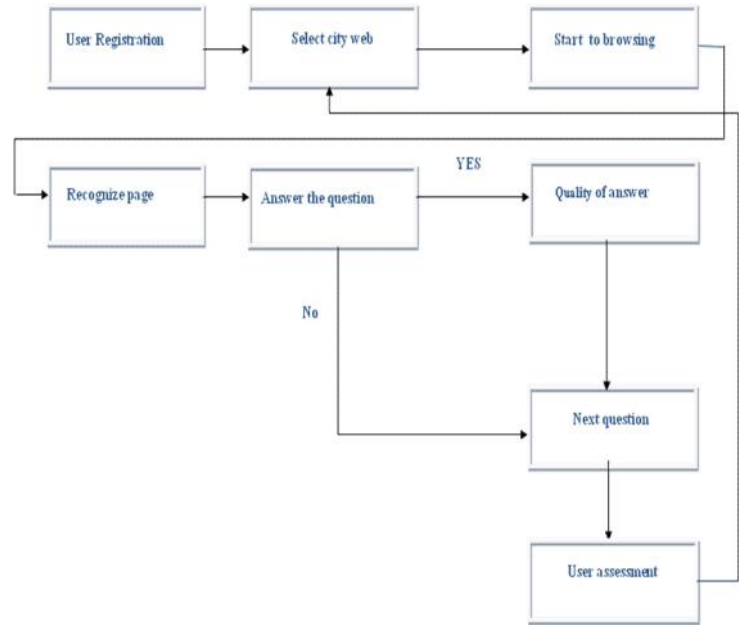 User Registration
Select city web
Start to browsing
Recognize page
Answer the question
YES
Quality of answer
No
Next question
User assessment